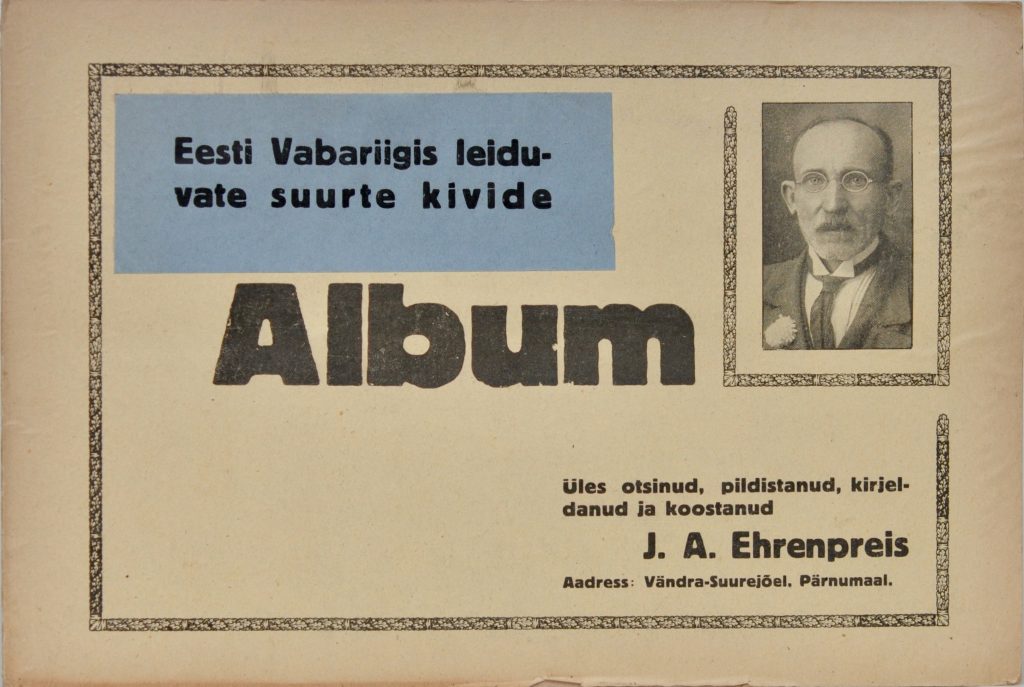 Eesti Vabariigis leidu-
vate suurte kivide
Album
Üles otsinud, pildistanud, kirjel-
danud ja koostanud
J. A. Ehrenpreis
Aadress: Vändra-Suurejõel, Pärnumaal.